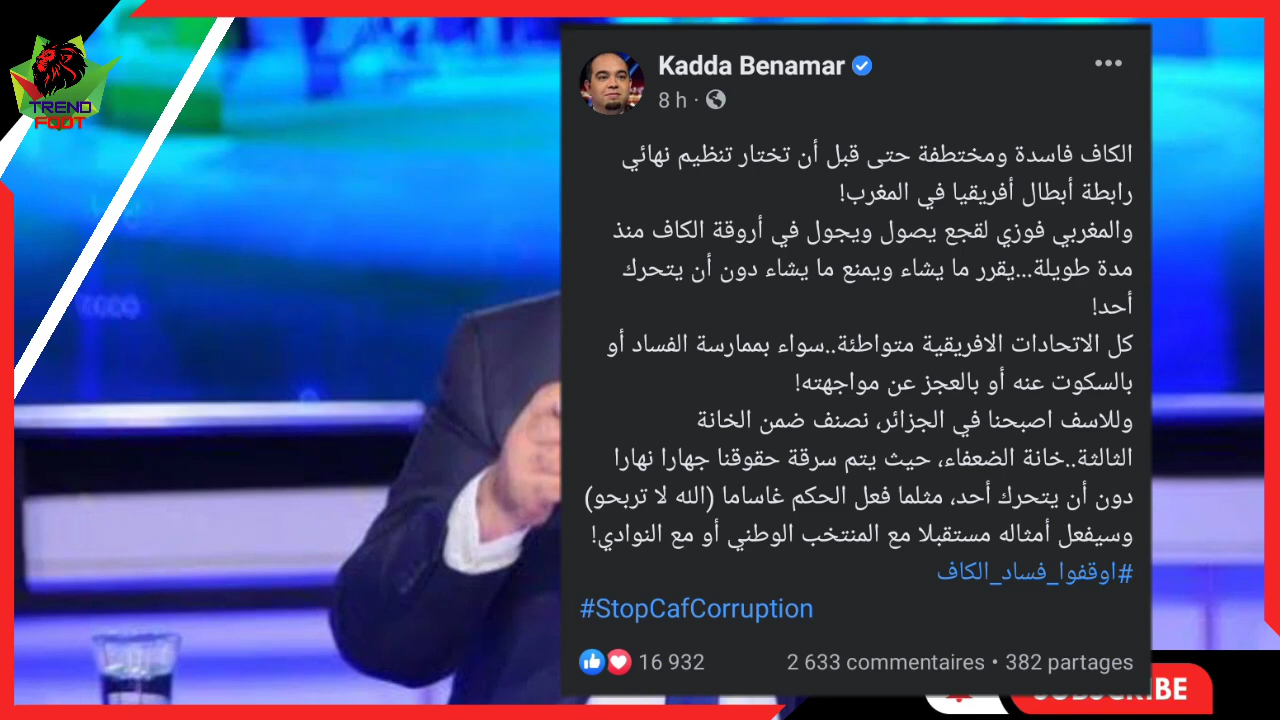 TREND
FOOT
Kadda Benamar
8 h
الكاف فاسدة ومختطفة حتى قبل أن تختار تنظيم نهائي
رابطة أبطال أفريقيا في المغرب!
والمغربي فوزي لقجع يصول ويجول في أروقة الكاف منذ
مدة طويلة...يقرر ما يشاء ويمنع ما يشاء دون أن يتحرك
أحد!
كل الاتحادات الافريقية متواطئة..سواء بممارسة الفساد أو
بالسكوت عنه أو بالعجز عن مواجهته!
وللاسف اصبحنا في الجزائر، نصنف ضمن الخانة
الثالثة..خانة الضعفاء، حيث يتم سرقة حقوقنا جهارا نهارا
دون أن يتحرك أحد، مثلما فعل الحكم غاساما (الله لا تربحو)
وسيفعل أمثاله مستقبلا مع المنتخب الوطني أو مع النوادي!
#اوقفوا_فساد_الكاف
#StopCafCorruption
16 932
2 633 commentaires • 382 partages
SUBSCRIBE